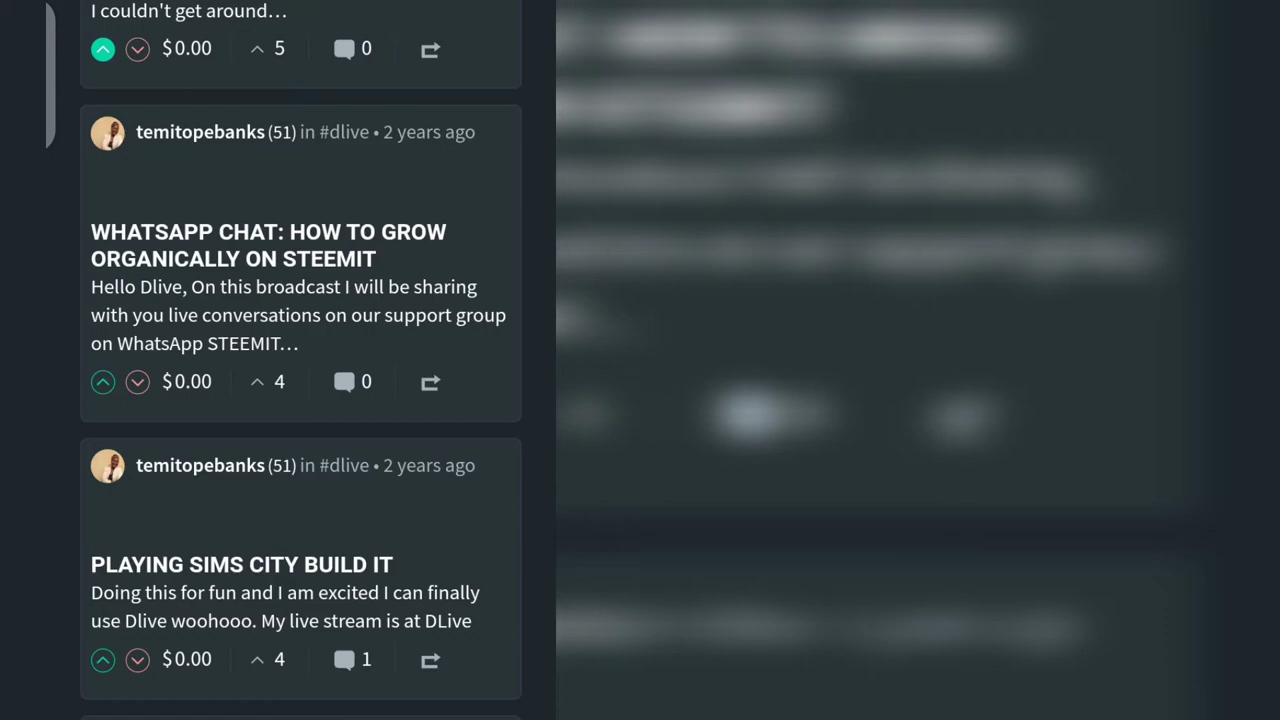 I couldn't get around…
$0.00 5 0
temitopebanks (51) in #dlive • 2 years ago
WHATSAPP CHAT: HOW TO GROW
ORGANICALLY ON STEEMIT
Hello Dlive, On this broadcast I will be sharing
with you live conversations on our support group
on WhatsApp STEEMIT…
$0.00 4 0
temitopebanks (51) in #dlive • 2 years ago
PLAYING SIMS CITY BUILD IT
Doing this for fun and I am excited I can finally
use Dlive woohooo. My live stream is at DLive
$0.00 4 1